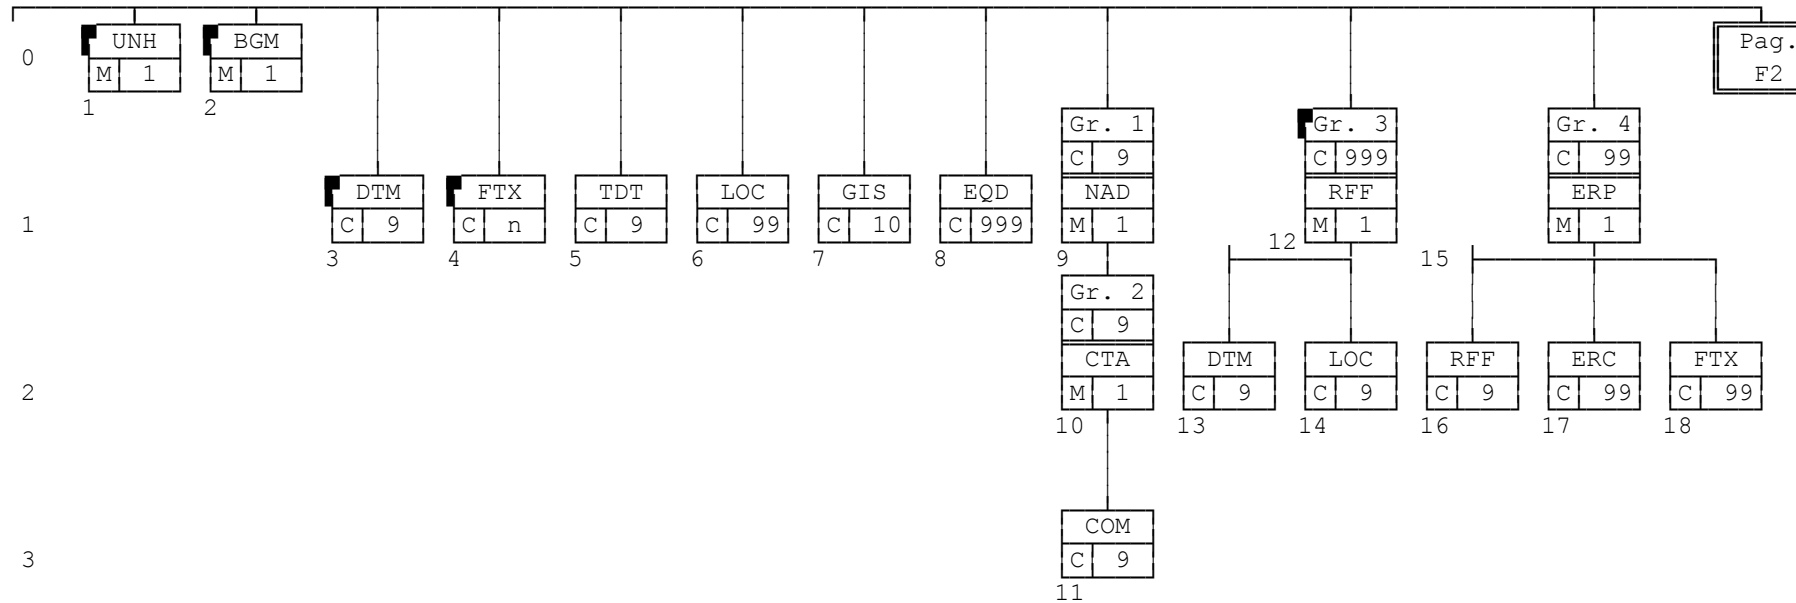 UNH BGM Pag.
0
M 1 M 1 F2
1 2
Gr. 1 Gr. 3 Gr. 4
C 9 C 999 C 99
DTM FTX TDT LOC GIS EQD NAD RFF ERP
1 C 9 C n C 9 C 99 C 10 C 999 M 1 M 1 M 1
3 4 5 6 7 8 9 12 15
Gr. 2
C 9
CTA DTM LOC RFF ERC FTX
2 M 1 C 9 C 9 C 9 C 99 C 99
10 13 14 16 17 18
COM
3 C 9
11